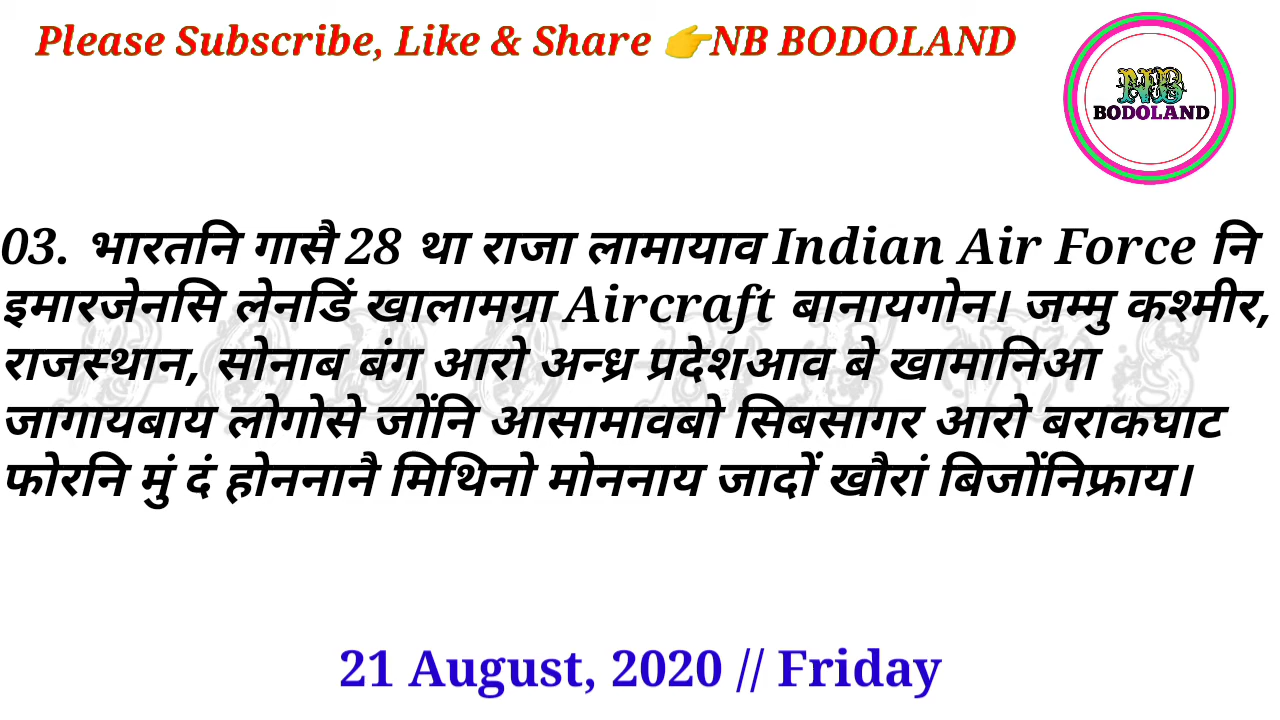 Please Subscribe, Like & Share 👉NB BODOLAND
NB
BODOLAND
03. भारतनि गासै 28 था राजा लामायाव Indian Air Force नि
इमारजेनसि लेनडिं खालामग्रा Aircraft बानायगोन। जम्मु कश्मीर,
राजस्थान, सोनाब बंग आरो अन्ध्र प्रदेशआव बे खामानिआ
जागायबाय लोगोसे जोंनि आसामावबो सिबसागर आरो बराकघाट
फोरनि मुं दं होननानै मिथिनो मोननाय जादों खौरां बिजोंनिफ्राय।
BODO NEWS
21 August, 2020 // Friday